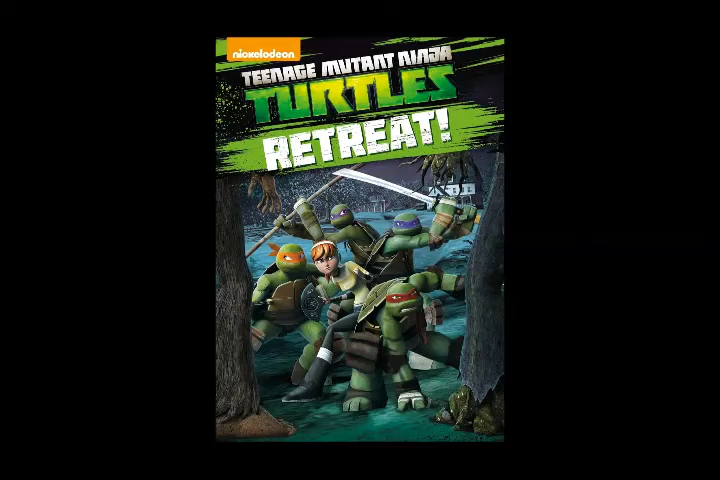 nickelodeon
TEENAGE MUTANT NINJA
TURTLES
RETREAT!